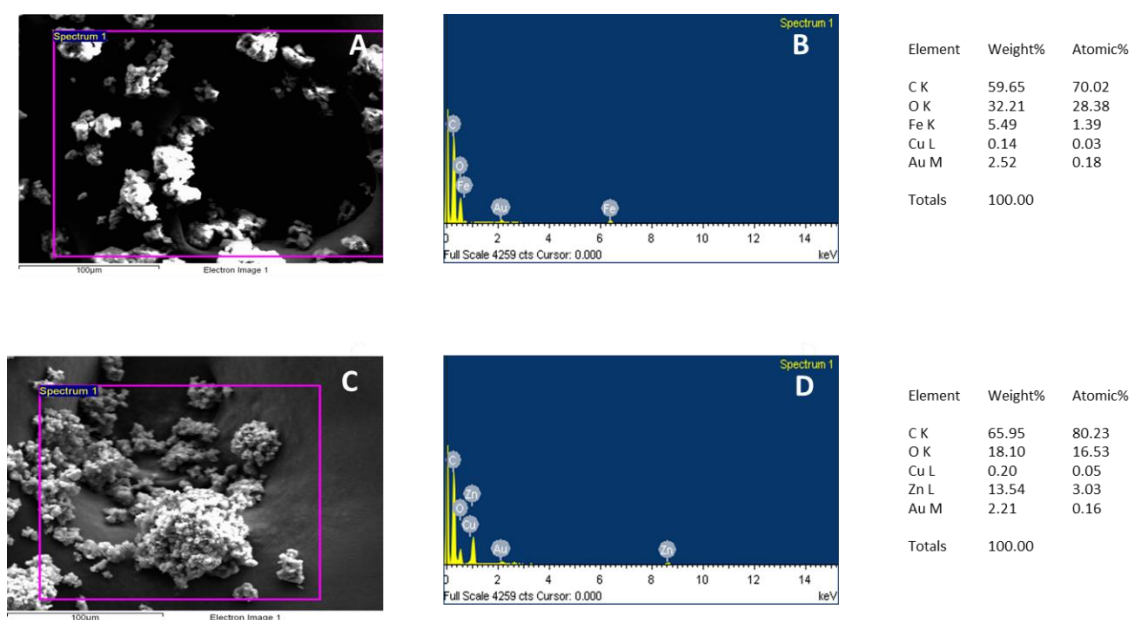 Spectrum 1
A
100µm Electron Image 1
Spectrum 1
B
C
O
Fe
Au
Fe
0 2 4 6 8 10 12 14
Full Scale 4259 cts Cursor: 0.000 keV
Element Weight% Atomic%
C K 59.65 70.02
O K 32.21 28.38
Fe K 5.49 1.39
Cu L 0.14 0.03
Au M 2.52 0.18
Totals 100.00
Spectrum 1
C
100µm Electron Image 1
Spectrum 1
D
C
Zn
O
Cu
Au
Zn
0 2 4 6 8 10 12 14
Full Scale 4259 cts Cursor: 0.000 keV
Element Weight% Atomic%
C K 65.95 80.23
O K 18.10 16.53
Cu L 0.20 0.05
Zn L 13.54 3.03
Au M 2.21 0.16
Totals 100.00